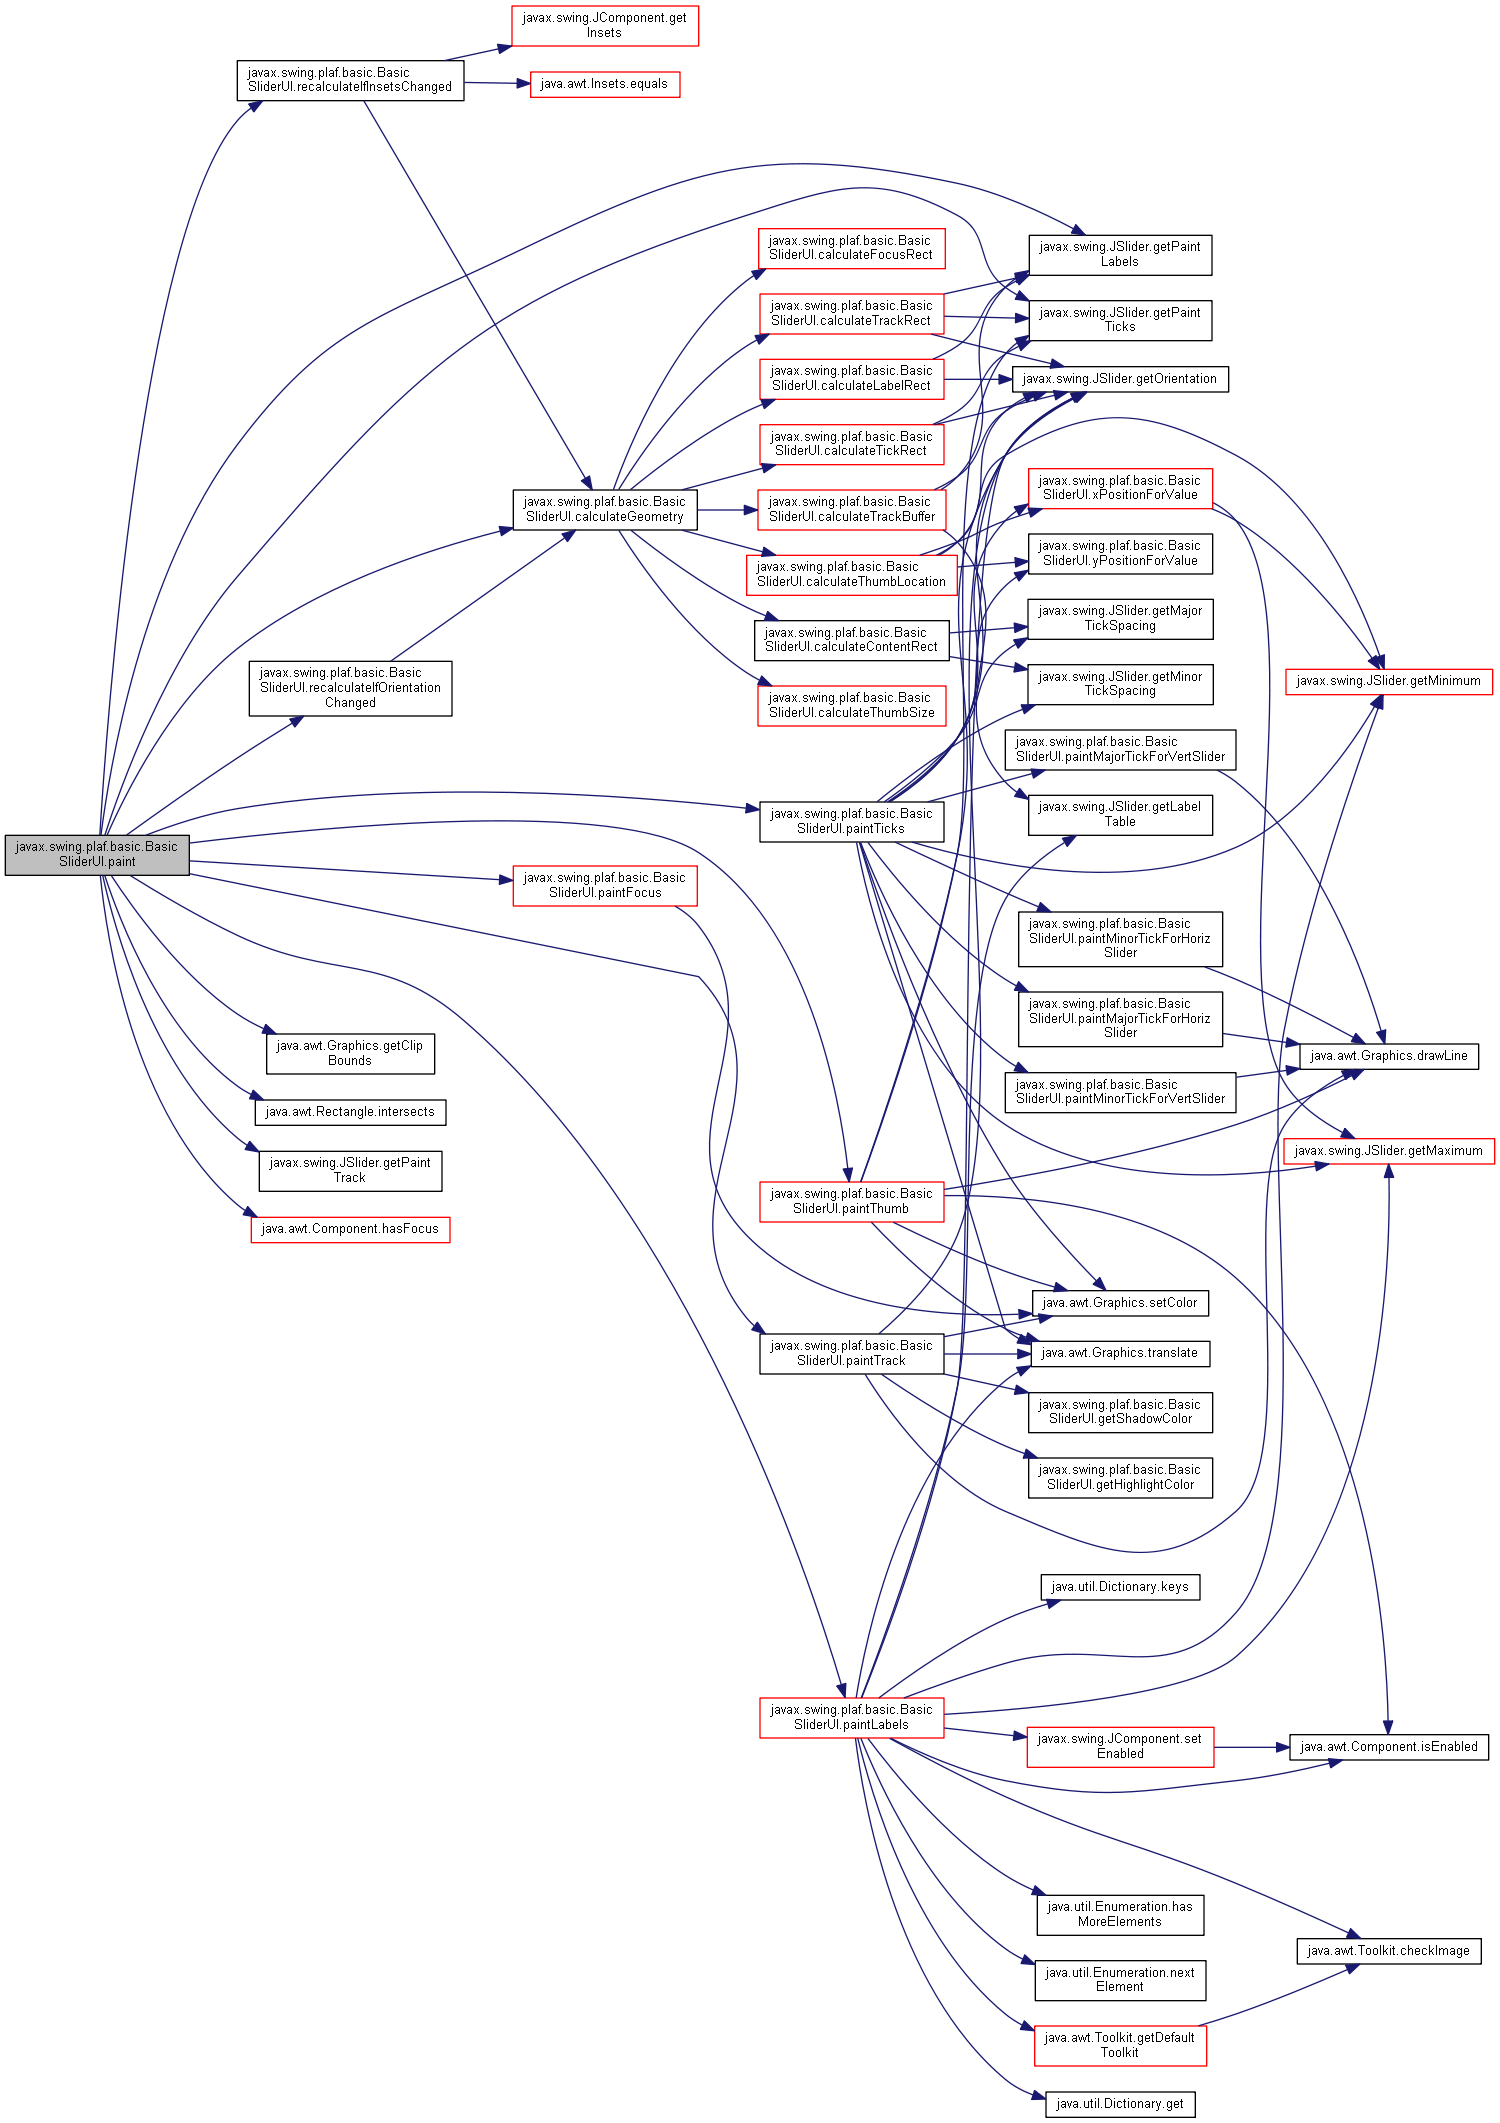 javax.swing.JComponent.get
Insets
javax.swing.plaf.basic.Basic
SliderUI.recalculateIfInsetsChanged
java.awt.Insets.equals
javax.swing.plaf.basic.Basic
SliderUI.calculateFocusRect
javax.swing.JSlider.getPaint
Labels
javax.swing.plaf.basic.Basic
SliderUI.calculateTrackRect
javax.swing.JSlider.getPaint
Ticks
javax.swing.plaf.basic.Basic
SliderUI.calculateLabelRect
javax.swing.JSlider.getOrientation
javax.swing.plaf.basic.Basic
SliderUI.calculateTickRect
javax.swing.plaf.basic.Basic
SliderUI.xPositionForValue
javax.swing.plaf.basic.Basic
SliderUI.calculateGeometry
javax.swing.plaf.basic.Basic
SliderUI.calculateTrackBuffer
javax.swing.plaf.basic.Basic
SliderUI.yPositionForValue
javax.swing.plaf.basic.Basic
SliderUI.calculateThumbLocation
javax.swing.JSlider.getMajor
TickSpacing
javax.swing.plaf.basic.Basic
SliderUI.calculateContentRect
javax.swing.plaf.basic.Basic
SliderUI.recalculateIfOrientation
Changed
javax.swing.JSlider.getMinor
TickSpacing
javax.swing.JSlider.getMinimum
javax.swing.plaf.basic.Basic
SliderUI.calculateThumbSize
javax.swing.plaf.basic.Basic
SliderUI.paintMajorTickForVertSlider
javax.swing.JSlider.getLabel
Table
javax.swing.plaf.basic.Basic
SliderUI.paintTicks
javax.swing.plaf.basic.Basic
SliderUI.paint
javax.swing.plaf.basic.Basic
SliderUI.paintFocus
javax.swing.plaf.basic.Basic
SliderUI.paintMinorTickForHoriz
Slider
javax.swing.plaf.basic.Basic
SliderUI.paintMajorTickForHoriz
Slider
java.awt.Graphics.getClip
Bounds
java.awt.Graphics.drawLine
javax.swing.plaf.basic.Basic
SliderUI.paintMinorTickForVertSlider
java.awt.Rectangle.intersects
javax.swing.JSlider.getMaximum
javax.swing.JSlider.getPaint
Track
javax.swing.plaf.basic.Basic
SliderUI.paintThumb
java.awt.Component.hasFocus
java.awt.Graphics.setColor
javax.swing.plaf.basic.Basic
SliderUI.paintTrack
java.awt.Graphics.translate
javax.swing.plaf.basic.Basic
SliderUI.getShadowColor
javax.swing.plaf.basic.Basic
SliderUI.getHighlightColor
java.util.Dictionary.keys
javax.swing.plaf.basic.Basic
SliderUI.paintLabels
javax.swing.JComponent.set
Enabled
java.awt.Component.isEnabled
java.util.Enumeration.has
MoreElements
java.awt.Toolkit.checkImage
java.util.Enumeration.next
Element
java.awt.Toolkit.getDefault
Toolkit
java.util.Dictionary.get